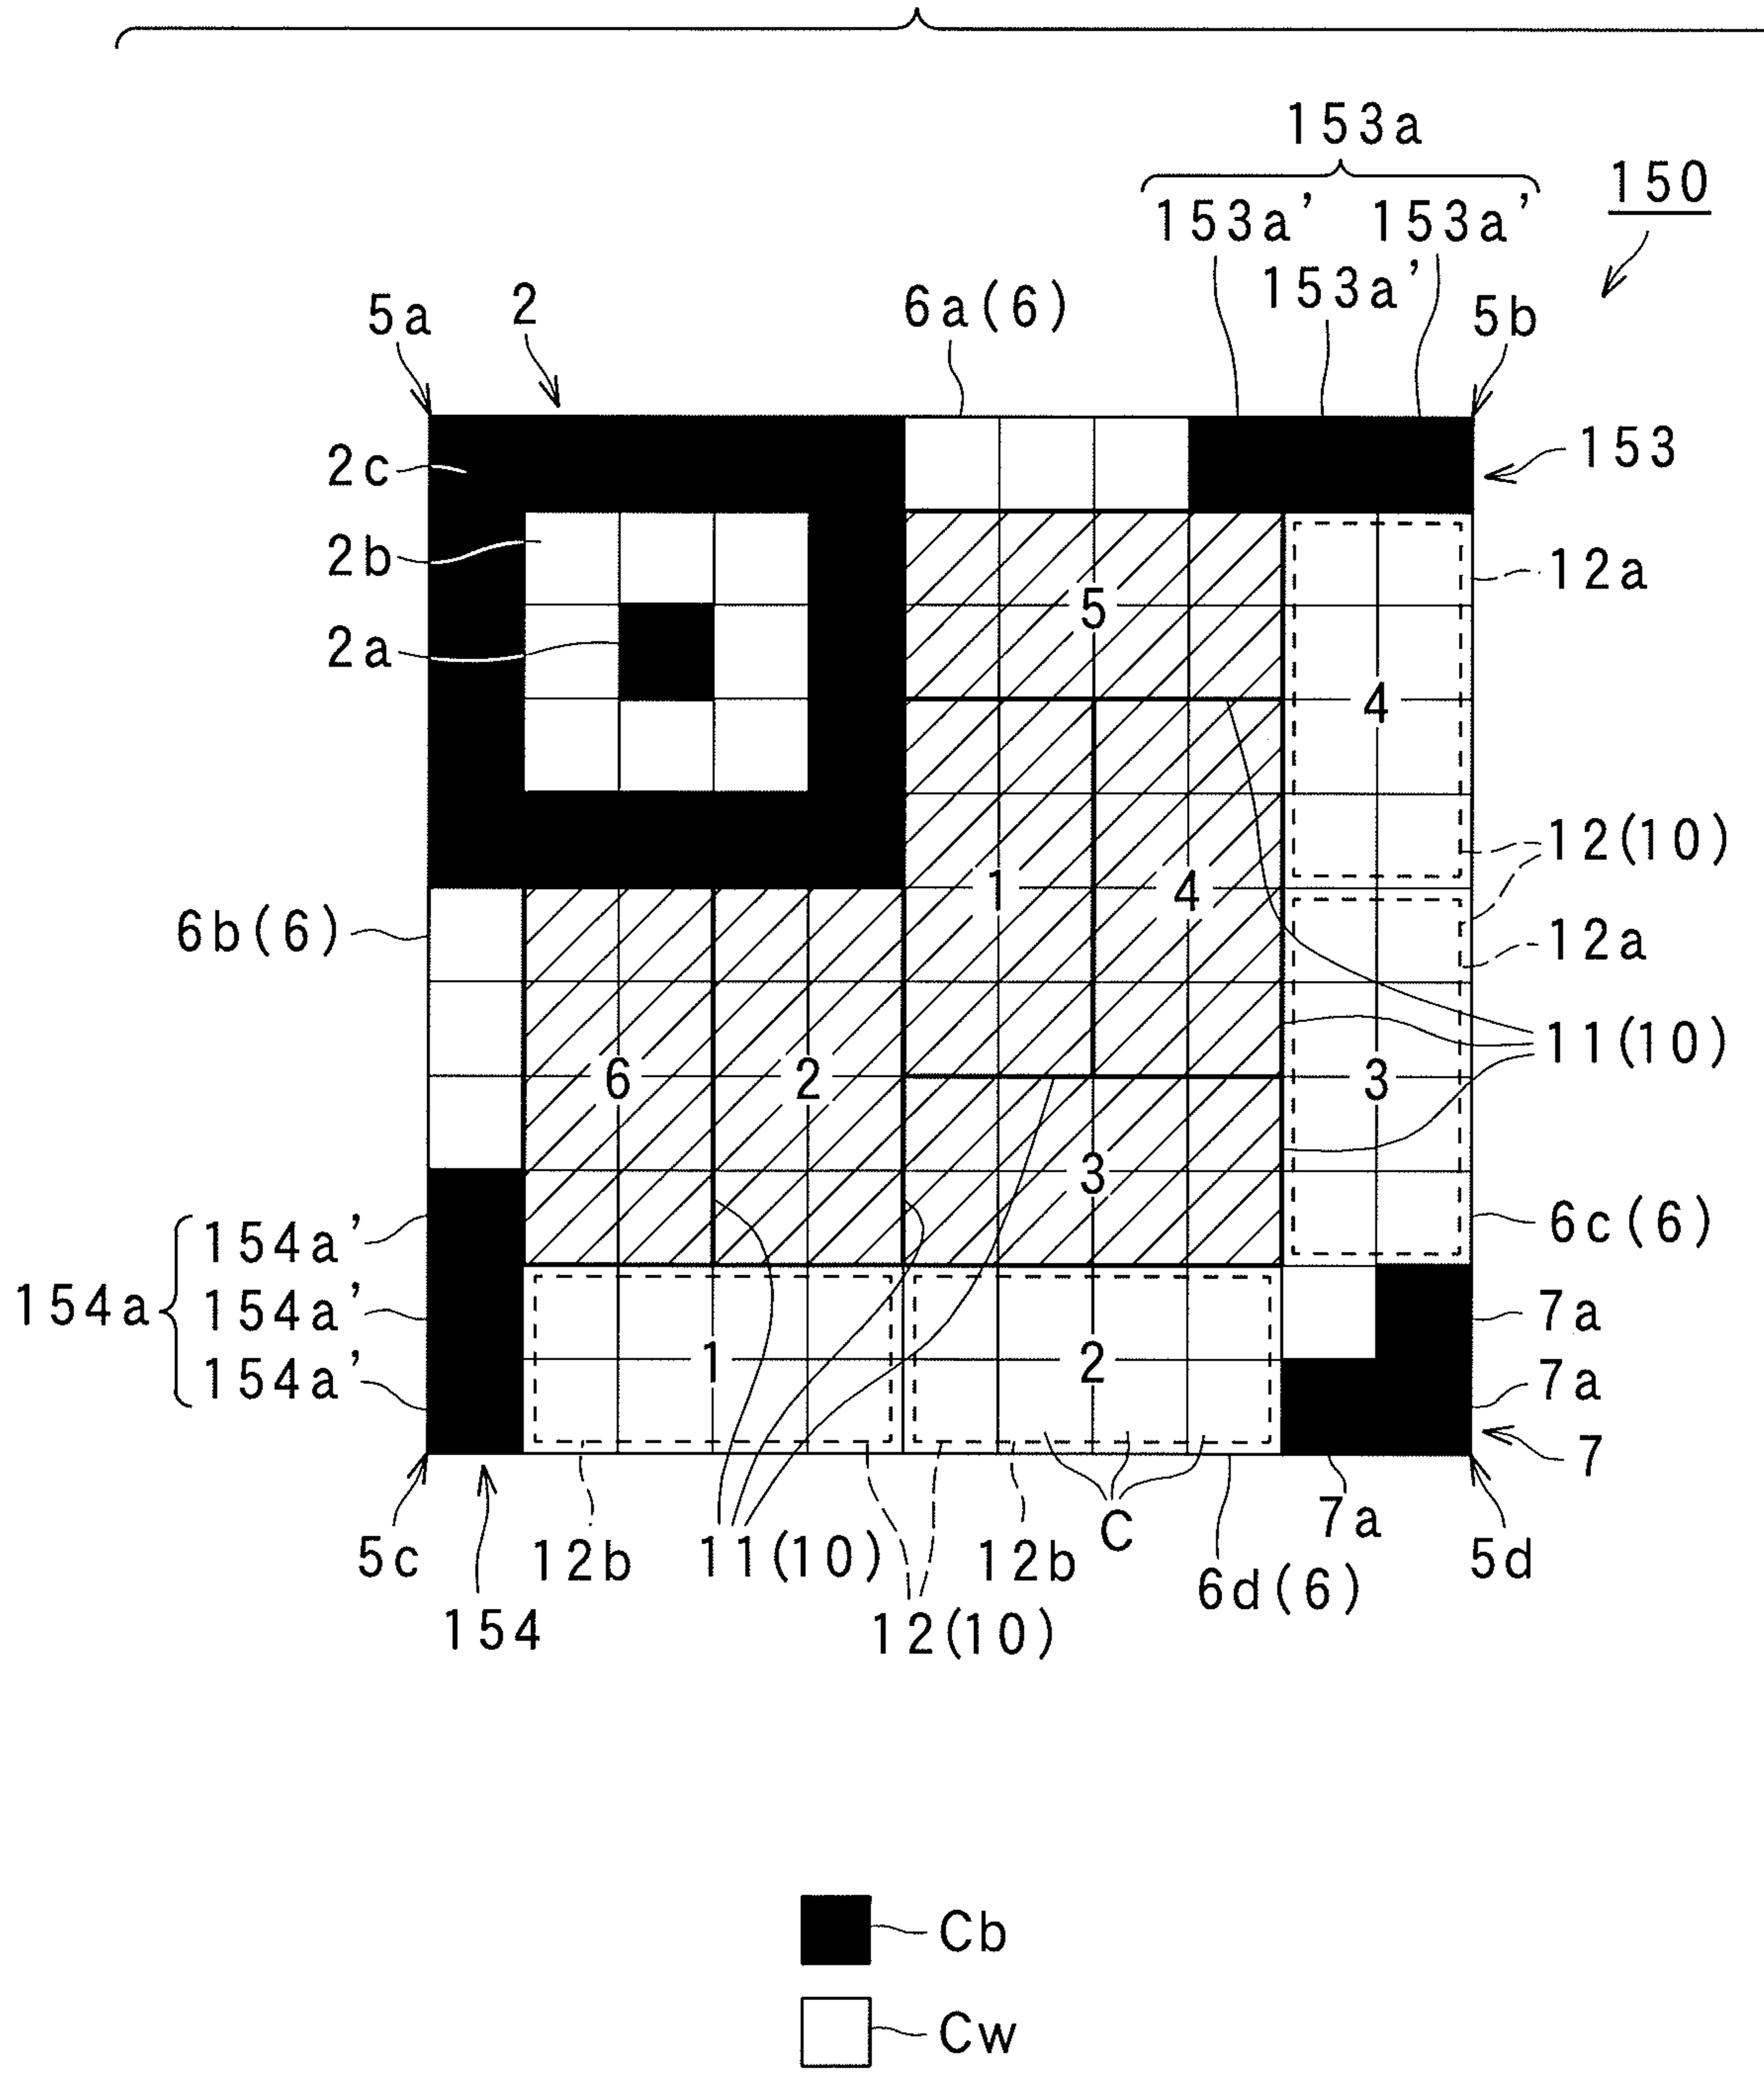 153a
150
153a’ 153a’
153a’
5a 2 6a(6) 5b
2c 153
2b 12a
5
2a
4
12(10)
1 4
6b(6) 12a
11(10)
6 2 3
3
154a’ 6c(6)
154a 154a’ 7a
1 2
154a’ 7a
7
C 7a
5c 12b 11(10) 12b 5d
6d(6)
154 12(10)
Cb
Cw